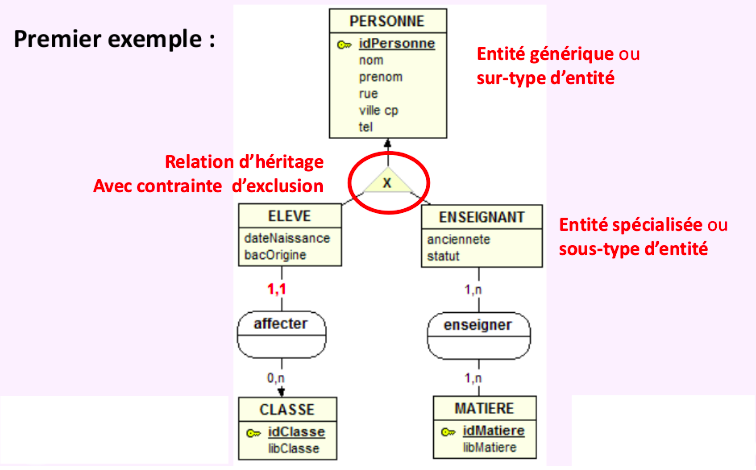 Premier exemple :
PERSONNE
idPersonne
nom
prenom
rue
ville cp
tel
Entité générique ou
sur-type d’entité
Relation d’héritage
Avec contrainte d’exclusion
X
ELEVE
dateNaissance
bacOrigine
ENSEIGNANT
anciennete
statut
Entité spécialisée ou
sous-type d’entité
1,1
1,n
affecter
enseigner
0,n
1,n
CLASSE
idClasse
libClasse
MATIERE
idMatiere
libMatiere